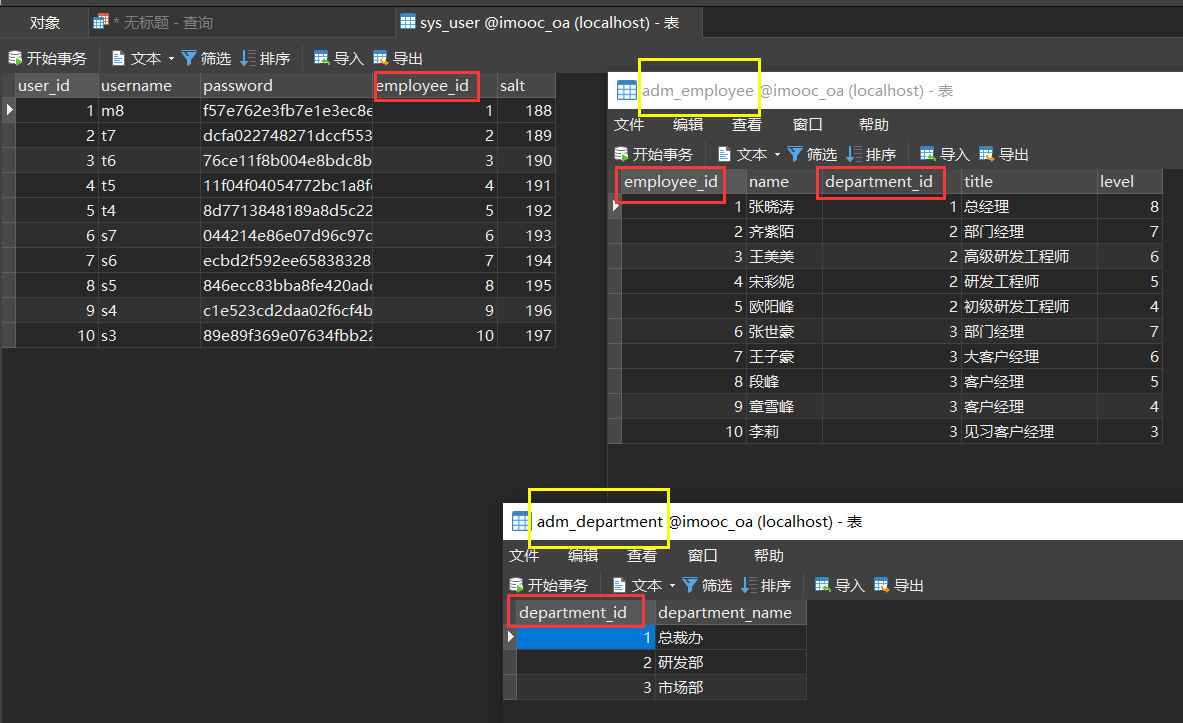 对象
* 无标题 - 查询
sys_user @imooc_oa (localhost) - 表
开始事务 文本 筛选 排序 导入 导出
user_id username password employee_id salt
1 m8 f57e762e3fb7e1e3ec8e 1 188
2 t7 dcfa022748271dccf553 2 189
3 t6 76ce11f8b004e8bdc8b 3 190
4 t5 11f04f04054772bc1a8f 4 191
5 t4 8d7713848189a8d5c22 5 192
6 s7 044214e86e07d96c97c 6 193
7 s6 ecbd2f592ee65838328 7 194
8 s5 846ecc83bba8fe420adc 8 195
9 s4 c1e523cd2daa02f6cf4b 9 196
10 s3 89e89f369e07634fbb22 10 197
adm_employee @imooc_oa (localhost) - 表
文件 编辑 查看 窗口 帮助
开始事务 文本 筛选 排序 导入 导出
employee_id name department_id title level
1 张晓涛 1 总经理 8
2 齐紫陌 2 部门经理 7
3 王美美 2 高级研发工程师 6
4 宋彩妮 2 研发工程师 5
5 欧阳峰 2 初级研发工程师 4
6 张世豪 3 部门经理 7
7 王子豪 3 大客户经理 6
8 段峰 3 客户经理 5
9 章雪峰 3 客户经理 4
10 李莉 3 见习客户经理 3
adm_department @imooc_oa (localhost) - 表
文件 编辑 查看 窗口 帮助
开始事务 文本 筛选 排序 导入 导出
department_id department_name
1 总裁办
2 研发部
3 市场部